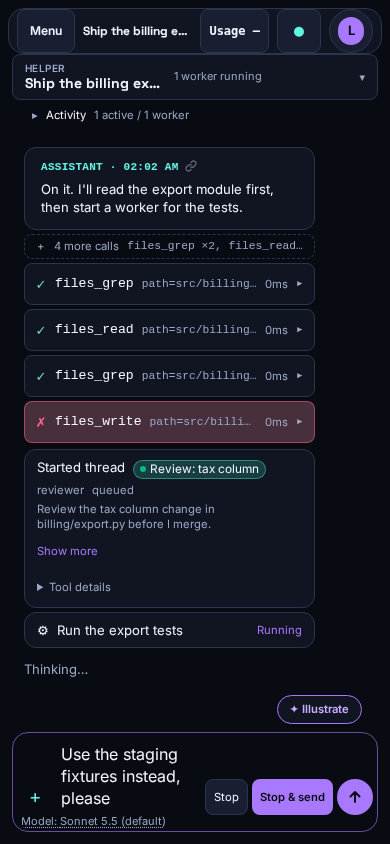 Menu
Ship the billing e…
Usage —
L
HELPER
Ship the billing ex…
1 worker running
▾
▸ Activity 1 active / 1 worker
ASSISTANT · 02:02 AM
On it. I'll read the export module first,
then start a worker for the tests.
+ 4 more calls files_grep ×2, files_read…
✓ files_grep path=src/billing… 0ms ▸
✓ files_read path=src/billing… 0ms ▸
✓ files_grep path=src/billing… 0ms ▸
✗ files_write path=src/billi… 0ms ▸
Started thread Review: tax column
reviewer queued
Review the tax column change in
billing/export.py before I merge.
Show more
▶ Tool details
⚙ Run the export tests Running
Thinking…
✦ Illustrate
Use the staging
fixtures instead,
please
+
Stop
Stop & send
↑
Model: Sonnet 5.5 (default)